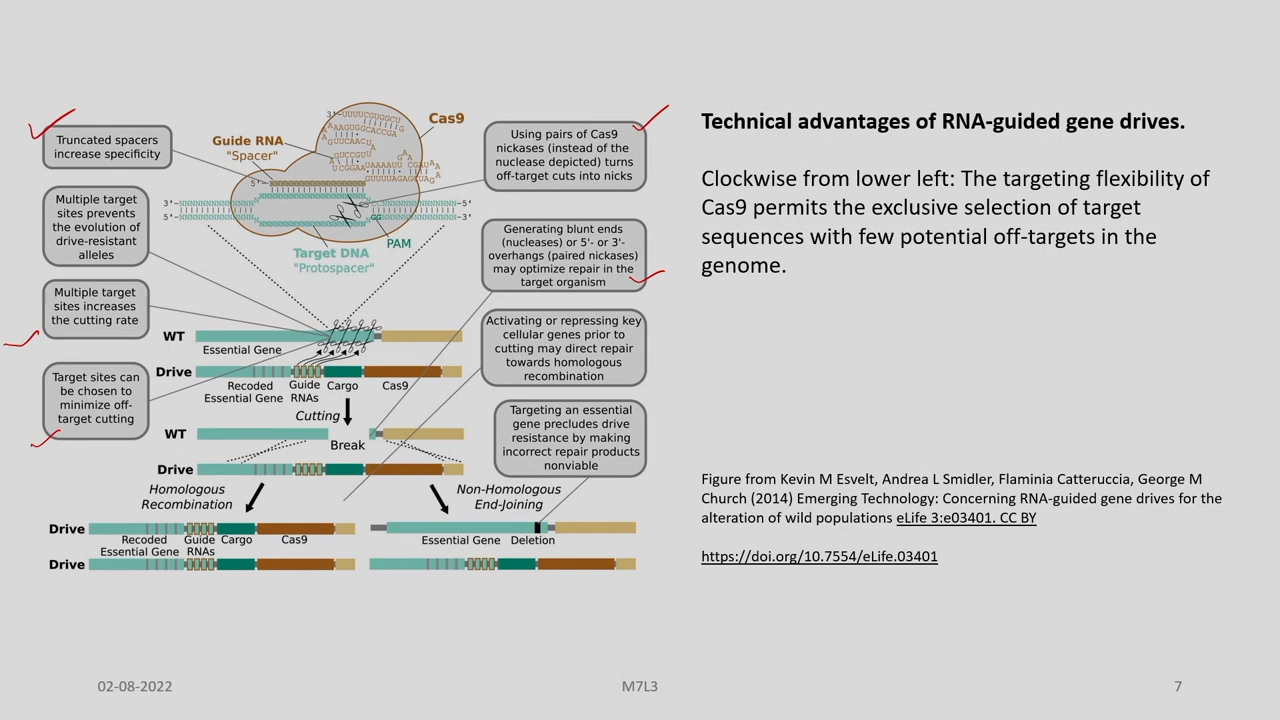 Technical advantages of RNA-guided gene drives.
Clockwise from lower left: The targeting flexibility of
Cas9 permits the exclusive selection of target
sequences with few potential off-targets in the
genome.
Truncated spacers
increase specificity
Multiple target
sites prevents
the evolution of
drive-resistant
alleles
Multiple target
sites increases
the cutting rate
Target sites can
be chosen to
minimize off-
target cutting
Guide RNA
"Spacer"
Cas9
3'
5'
3'
5'
3'
5'
-3'
PAM
Target DNA
"Protospacer"
Using pairs of Cas9
nickases (instead of the
nuclease depicted) turns
off-target cuts into nicks
Generating blunt ends
(nucleases) or 5'- or 3'-
overhangs (paired nickases)
may optimize repair in the
target organism
Activating or repressing key
cellular genes prior to
cutting may direct repair
towards homologous
recombination
Targeting an essential
gene precludes drive
resistance by making
incorrect repair products
nonviable
WT
Essential Gene
Drive
Recoded
Essential Gene
Guide
RNAs
Cargo
Cas9
Cutting
WT
Break
Drive
Homologous
Recombination
Non-Homologous
End-Joining
Drive
Recoded
Essential Gene
Guide
RNAs
Cargo
Cas9
Essential Gene
Deletion
Drive
Figure from Kevin M Esvelt, Andrea L Smidler, Flaminia Catteruccia, George M
Church (2014) Emerging Technology: Concerning RNA-guided gene drives for the
alteration of wild populations eLife 3:e03401. CC BY
https://doi.org/10.7554/eLife.03401
02-08-2022
M7L3
7